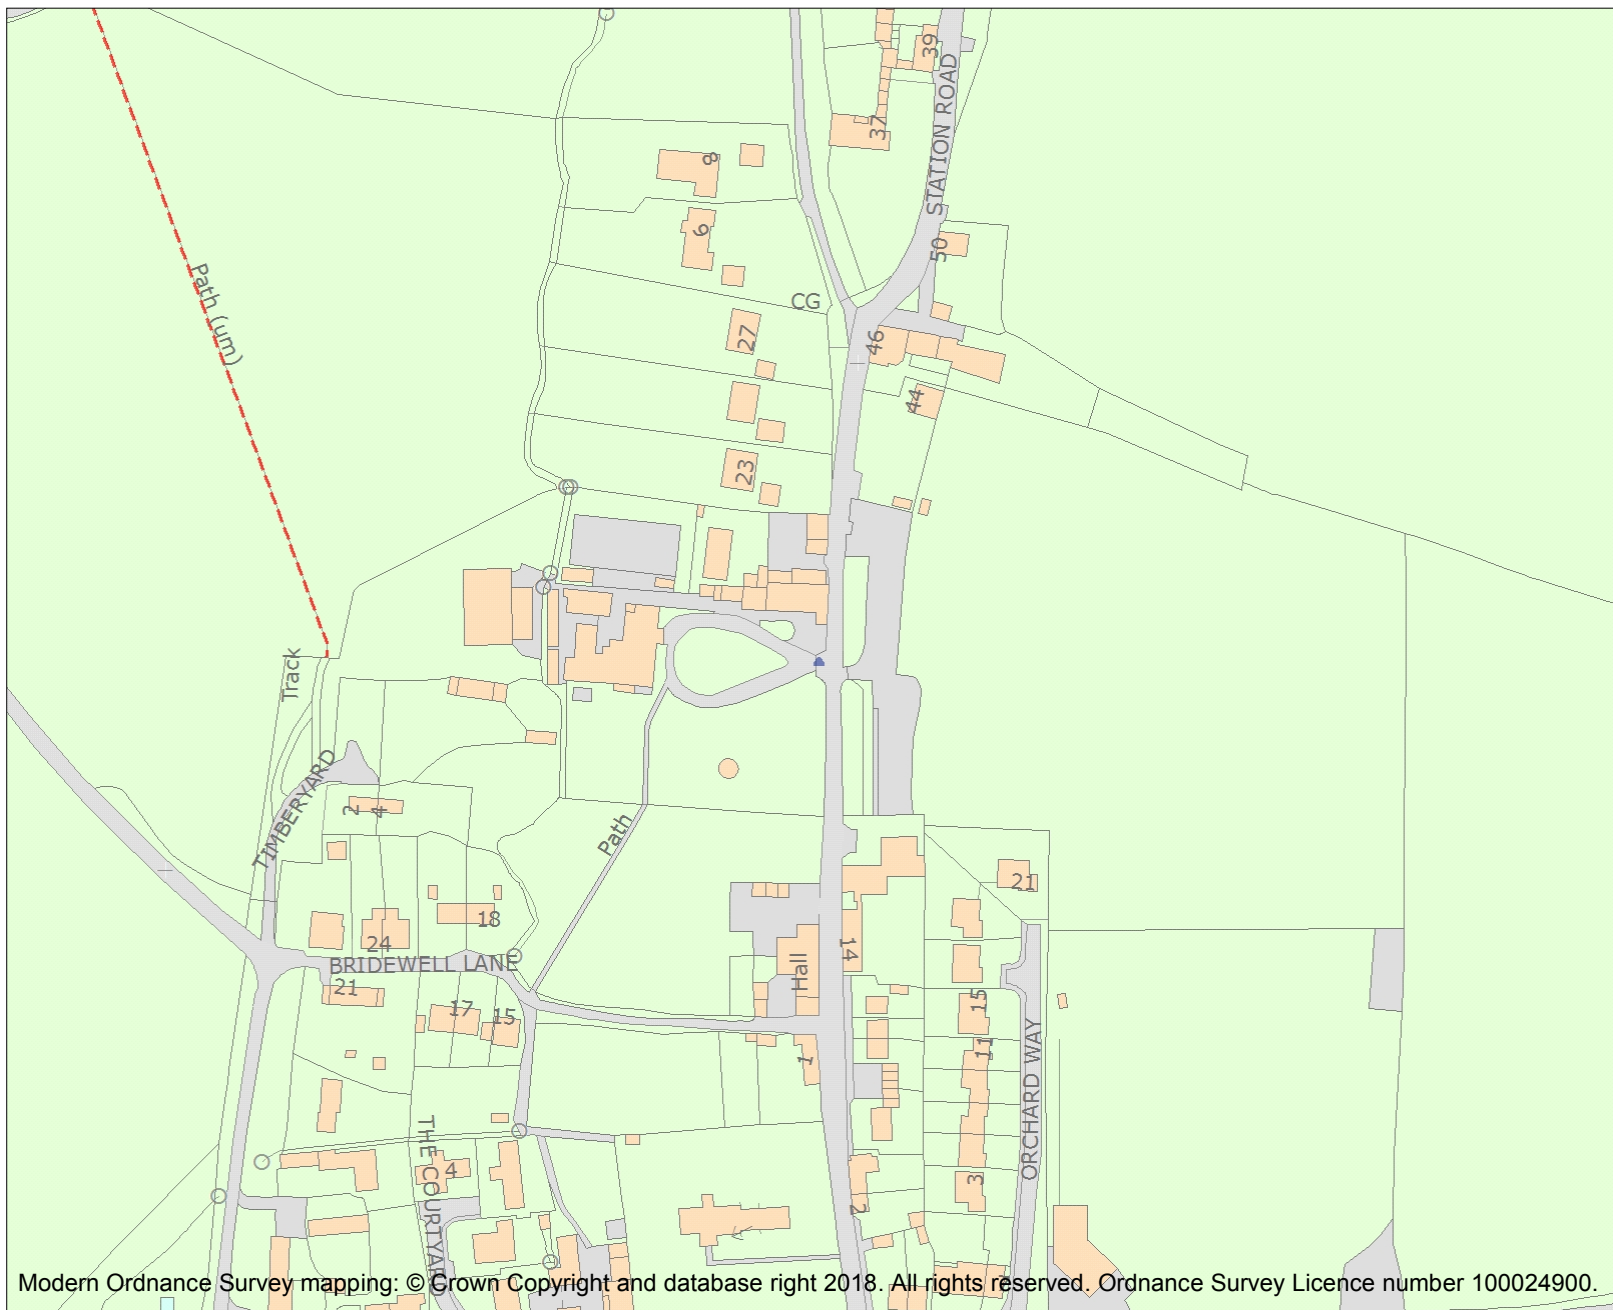 39
STATION ROAD
37
8
6
50
Path (um)
CG
27
46
44
23
Track
TIMBERYARD
2
4
Path
21
18
24
14
BRIDEWELL LANE
Hall
21
17
15
15
11
1
ORCHARD WAY
THE COURTYARD
4
3
2
Modern Ordnance Survey mapping: © Crown Copyright and database right 2018. All rights reserved. Ordnance Survey Licence number 100024900.